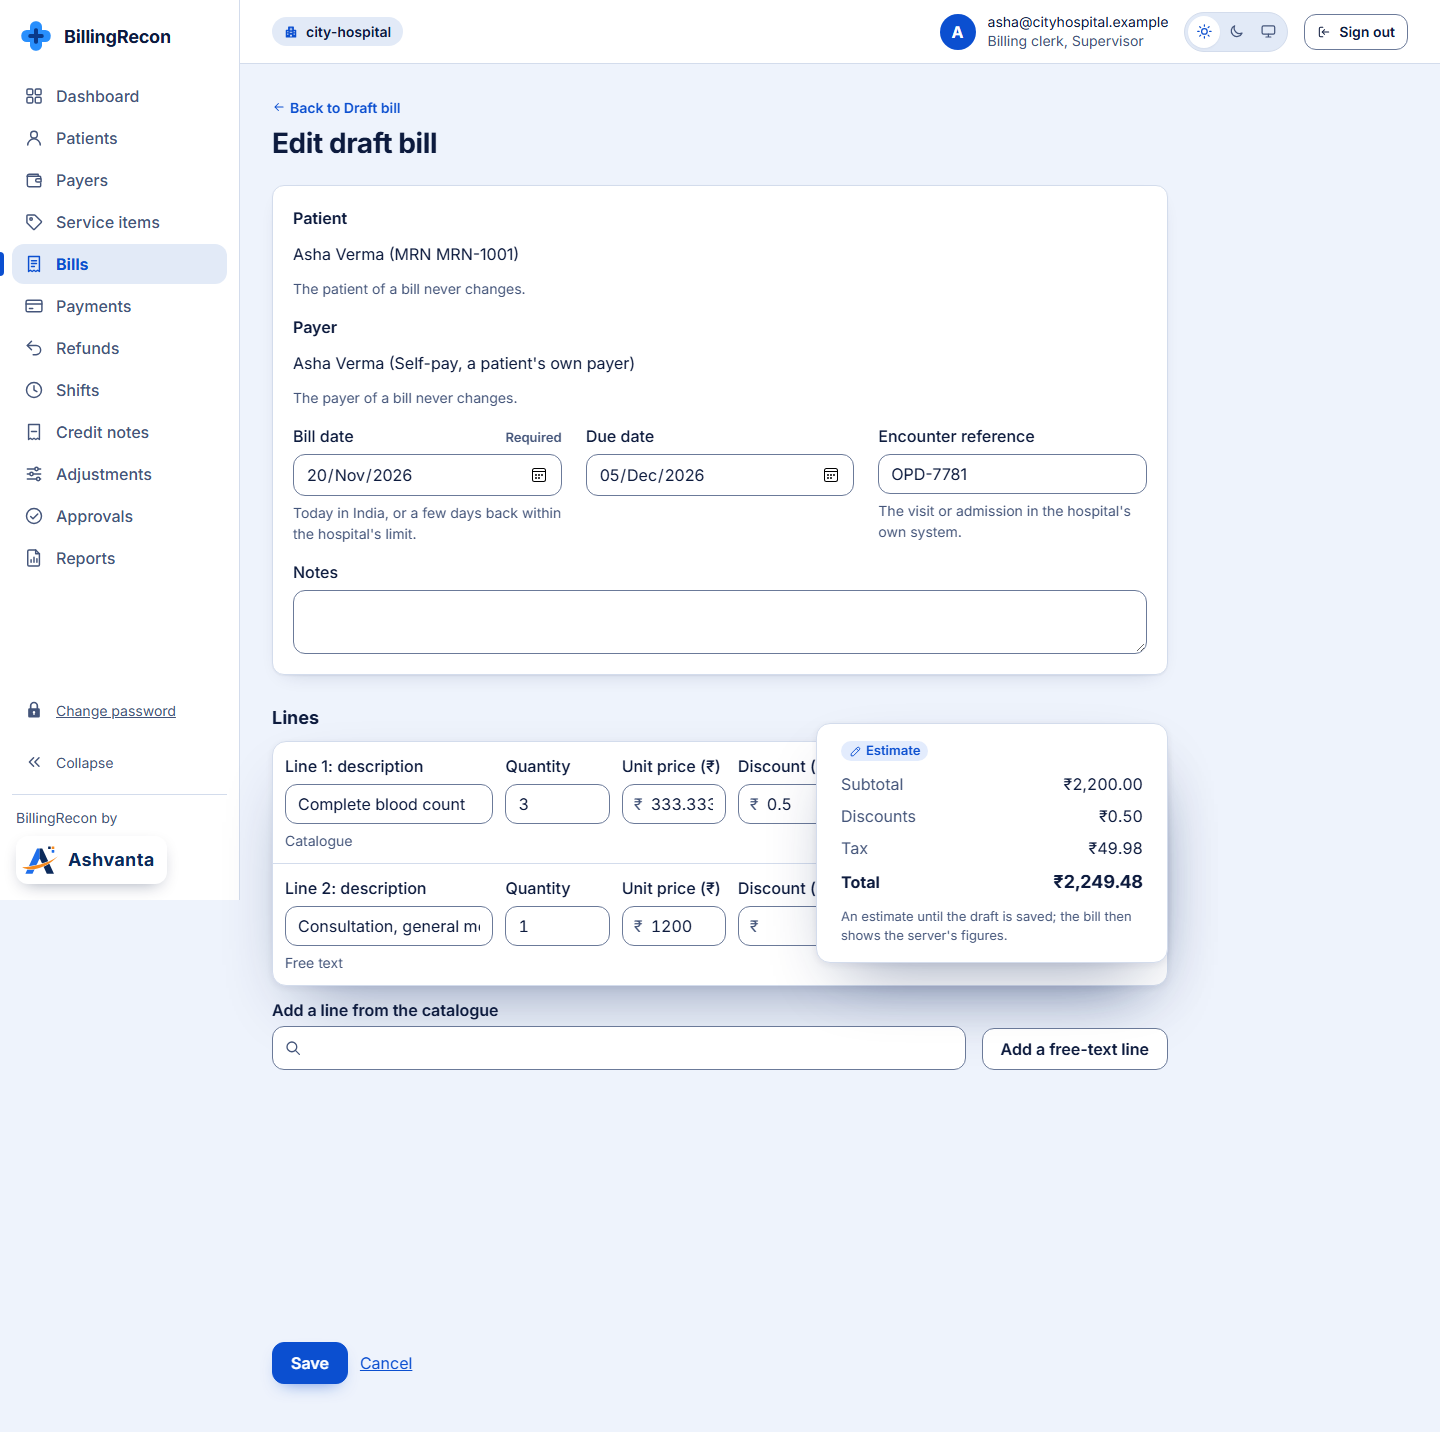 BillingRecon
city-hospital
A
asha@cityhospital.example
Billing clerk, Supervisor
Sign out
Dashboard
Patients
Payers
Service items
Bills
Payments
Refunds
Shifts
Credit notes
Adjustments
Approvals
Reports
Change password
Collapse
BillingRecon by
Ashvanta
Back to Draft bill
Edit draft bill
Patient
Asha Verma (MRN MRN-1001)
The patient of a bill never changes.
Payer
Asha Verma (Self-pay, a patient's own payer)
The payer of a bill never changes.
Bill date Required
20/Nov/2026
Today in India, or a few days back within
the hospital's limit.
Due date
05/Dec/2026
Encounter reference
OPD-7781
The visit or admission in the hospital's
own system.
Notes
Lines
Line 1: description Quantity Unit price (₹) Discount (
Complete blood count 3 ₹ 333.333 ₹ 0.5
Catalogue
Line 2: description Quantity Unit price (₹) Discount (
Consultation, general 1 ₹ 1200 ₹
Free text
Estimate
Subtotal ₹2,200.00
Discounts ₹0.50
Tax ₹49.98
Total ₹2,249.48
An estimate until the draft is saved; the bill then
shows the server's figures.
Add a line from the catalogue
Add a free-text line
Save Cancel